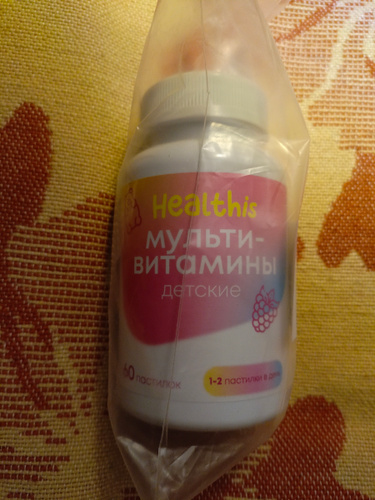 Healthis
мульти-
витамины
детские
60 пастилок
1-2 пастилки в день